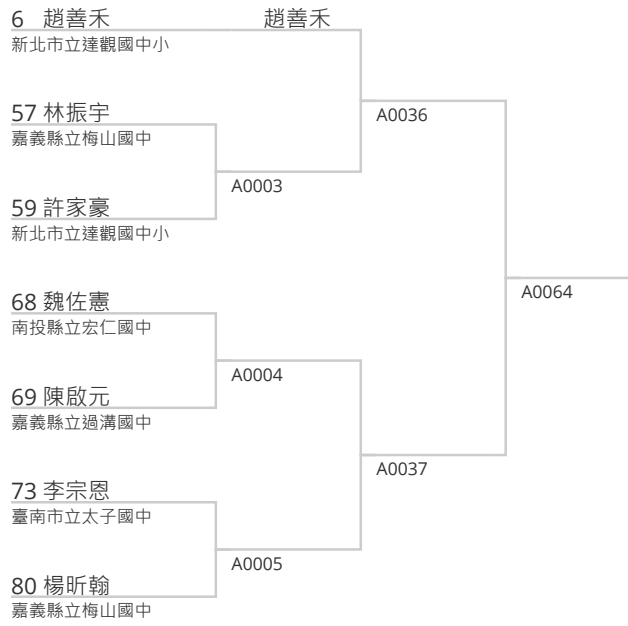 6 趙善禾
趙善禾
新北市立達觀國中小
57 林振宇
A0036
嘉義縣立梅山國中
A0003
59 許家豪
新北市立達觀國中小
A0064
68 魏佐憲
南投縣立宏仁國中
A0004
69 陳啟元
嘉義縣立過溝國中
A0037
73 李宗恩
臺南市立太子國中
A0005
80 楊昕翰
嘉義縣立梅山國中